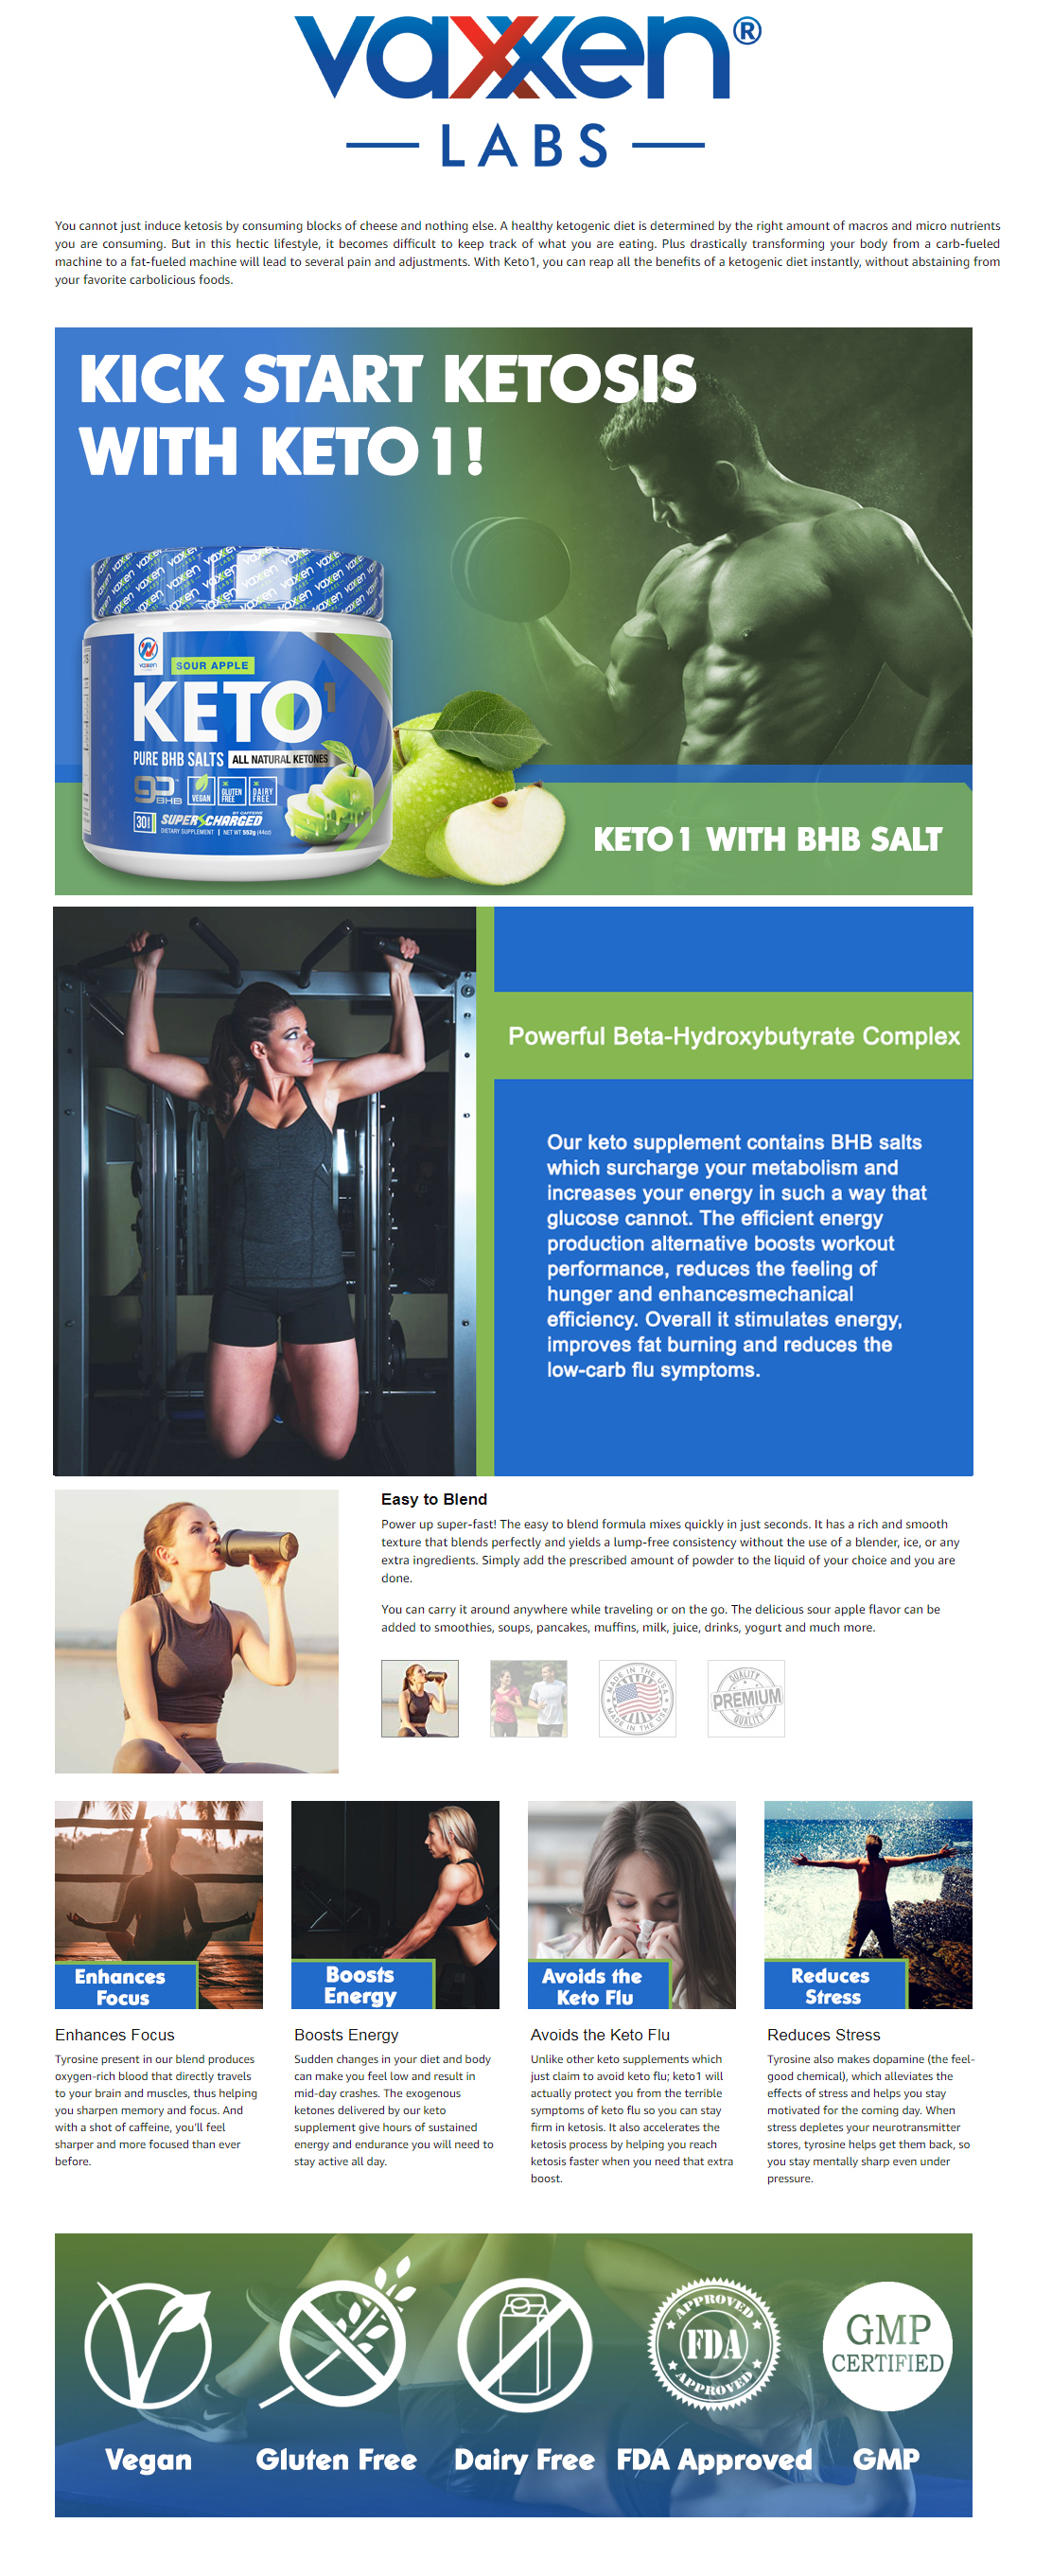 vaxxen®
LABS
You cannot just induce ketosis by consuming blocks of cheese and nothing else. A healthy ketogenic diet is determined by the right amount of macros and micro nutrients
you are consuming. But in this hectic lifestyle, it becomes difficult to keep track of what you are eating. Plus drastically transforming your body from a carb-fueled
machine to a fat-fueled machine will lead to several pain and adjustments. With Keto1, you can reap all the benefits of a ketogenic diet instantly, without abstaining from
your favorite carbolicious foods.
KICK START KETOSIS
WITH KETO1!
vaxxen
SOUR APPLE
KETO1
PURE BHB SALTS ALL NATURAL KETONES
goBHB™ VEGAN GLUTEN FREE DAIRY FREE
30 SUPERCHARGED BY CAFFEINE
DIETARY SUPPLEMENT | NET WT 552g (44oz)
KETO1 WITH BHB SALT
Powerful Beta-Hydroxybutyrate Complex
Our keto supplement contains BHB salts
which surcharge your metabolism and
increases your energy in such a way that
glucose cannot. The efficient energy
production alternative boosts workout
performance, reduces the feeling of
hunger and enhancesmechanical
efficiency. Overall it stimulates energy,
improves fat burning and reduces the
low-carb flu symptoms.
Easy to Blend
Power up super-fast! The easy to blend formula mixes quickly in just seconds. It has a rich and smooth
texture that blends perfectly and yields a lump-free consistency without the use of a blender, ice, or any
extra ingredients. Simply add the prescribed amount of powder to the liquid of your choice and you are
done.
You can carry it around anywhere while traveling or on the go. The delicious sour apple flavor can be
added to smoothies, soups, pancakes, muffins, milk, juice, drinks, yogurt and much more.
MADE IN THE USA
MADE IN THE USA
QUALITY
PREMIUM
QUALITY
Enhances
Focus
Boosts
Energy
Avoids the
Keto Flu
Reduces
Stress
Enhances Focus
Tyrosine present in our blend produces
oxygen-rich blood that directly travels
to your brain and muscles, thus helping
you sharpen memory and focus. And
with a shot of caffeine, you'll feel
sharper and more focused than ever
before.
Boosts Energy
Sudden changes in your diet and body
can make you feel low and result in
mid-day crashes. The exogenous
ketones delivered by our keto
supplement give hours of sustained
energy and endurance you will need to
stay active all day.
Avoids the Keto Flu
Unlike other keto supplements which
just claim to avoid keto flu; keto1 will
actually protect you from the terrible
symptoms of keto flu so you can stay
firm in ketosis. It also accelerates the
ketosis process by helping you reach
ketosis faster when you need that extra
boost.
Reduces Stress
Tyrosine also makes dopamine (the feel-
good chemical), which alleviates the
effects of stress and helps you stay
motivated for the coming day. When
stress depletes your neurotransmitter
stores, tyrosine helps get them back, so
you stay mentally sharp even under
pressure.
APPROVED
FDA
APPROVED
GMP
CERTIFIED
Vegan
Gluten Free
Dairy Free
FDA Approved
GMP